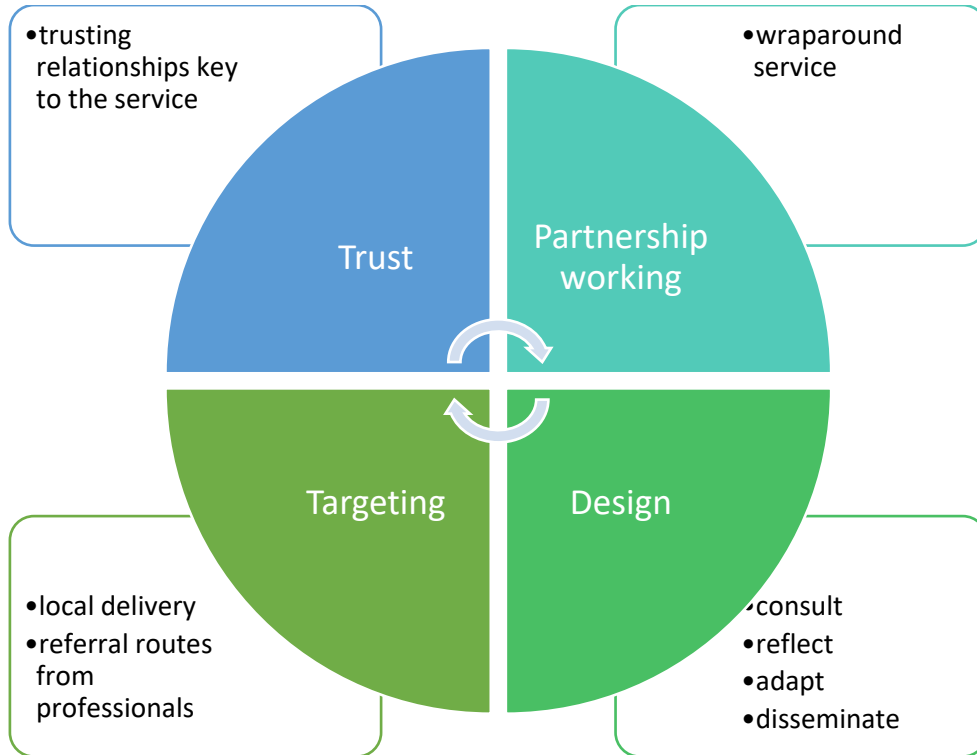 •trusting
relationships key
to the service
•wraparound
service
Trust
Partnership
working
Targeting
Design
•local delivery
•referral routes
from
professionals
•consult
•reflect
•adapt
•disseminate